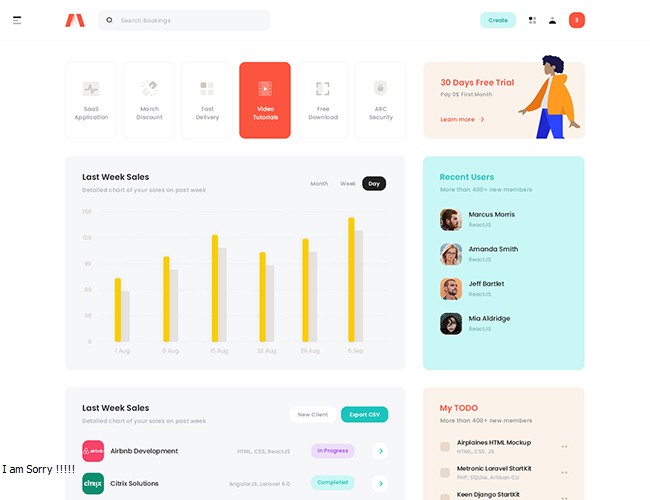 Search Bookings
Create
3
SaaS
Application
March
Discount
Fast
Delivery
Video
Tutorials
Free
Download
ARC
Security
30 Days Free Trial
Pay 0$ First Month
Learn more
Last Week Sales
Detailed chart of your sales on past week
Month
Week
Day
150
120
90
60
30
0
1 Aug
8 Aug
15 Aug
22 Aug
29 Aug
5 Sep
Recent Users
More than 400+ new members
Marcus Morris
ReactJS
Amanda Smith
ReactJS
Jeff Bartlet
ReactJS
Mia Aldridge
ReactJS
Last Week Sales
Detailed chart of your sales on past week
New Client
Export CSV
airbnb
Airbnb Development
HTML, CSS, ReactJS
In Progress
I am Sorry !!!!!
citrix
Citrix Solutions
AngularJS, Laravel 6.0
Completed
My TODO
More than 400+ new members
Airplaines HTML Mockup
HTML, CSS, JS
Metronic Laravel StartKit
PHP, SQLite, Artisan CO
Keen Django StartKit